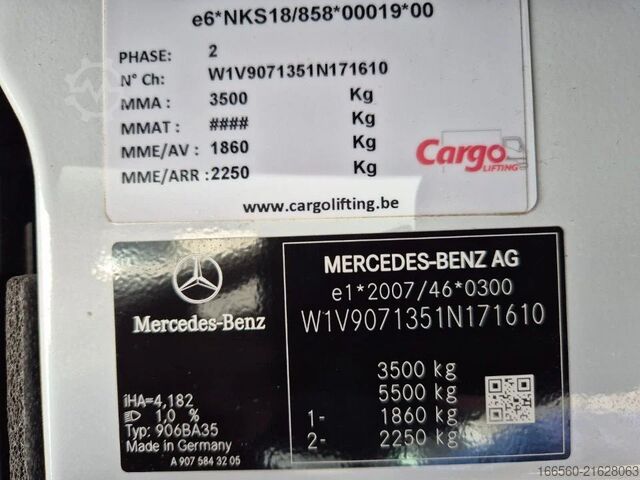 e6*NKS18/858*00019*00
PHASE: 2
N° Ch: W1V9071351N171610
MMA : 3500 Kg
MMAT : #### Kg
MME/AV : 1860 Kg
MME/ARR : 2250 Kg
Cargo
LIFTING
www.cargolifting.be
Mercedes-Benz
iHA=4,182
1,0 %
Typ: 906BA35
Made in Germany
A 907 584 32 05
MERCEDES-BENZ AG
e1*2007/46*0300
W1V9071351N171610
3500 kg
5500 kg
1- 1860 kg
2- 2250 kg
166560-21628063